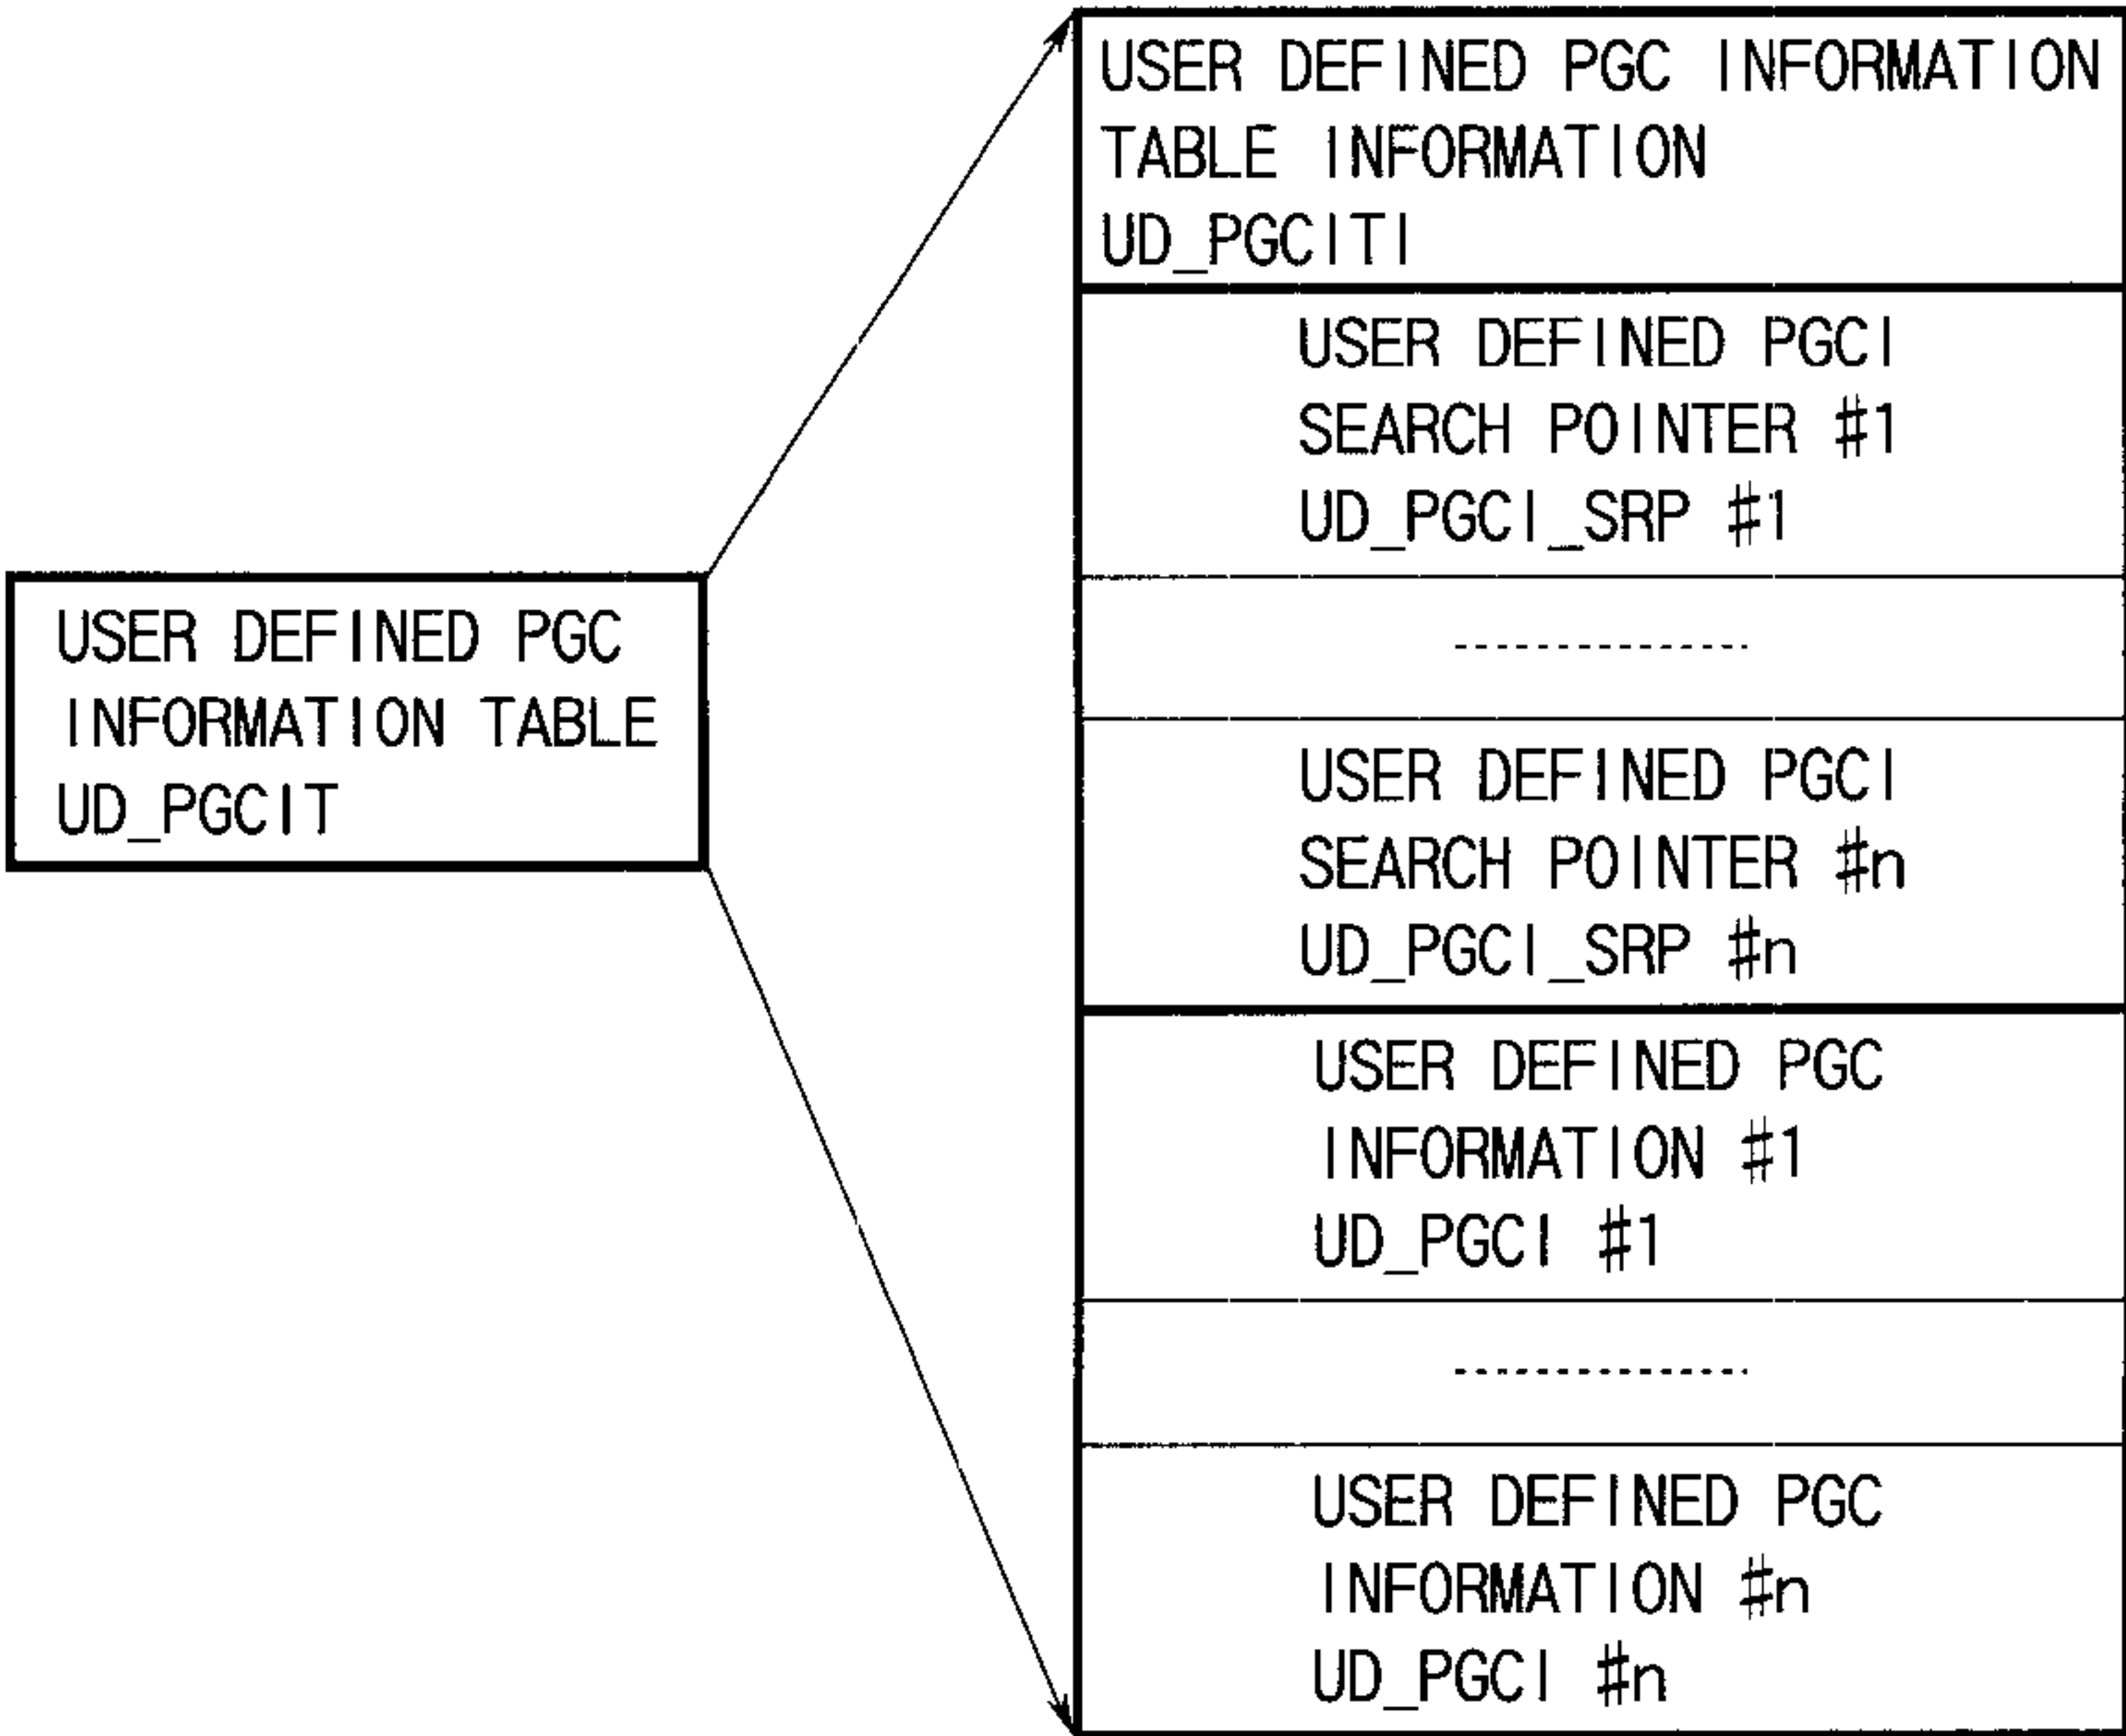 USER DEFINED PGC
INFORMATION TABLE
UD_PGCIT
USER DEFINED PGC INFORMATION
TABLE INFORMATION
UD_PGCITI
USER DEFINED PGCI
SEARCH POINTER #1
UD_PGCI_SRP #1
USER DEFINED PGCI
SEARCH POINTER #n
UD_PGCI_SRP #n
USER DEFINED PGC
INFORMATION #1
UD_PGCI #1
USER DEFINED PGC
INFORMATION #n
UD_PGCI #n